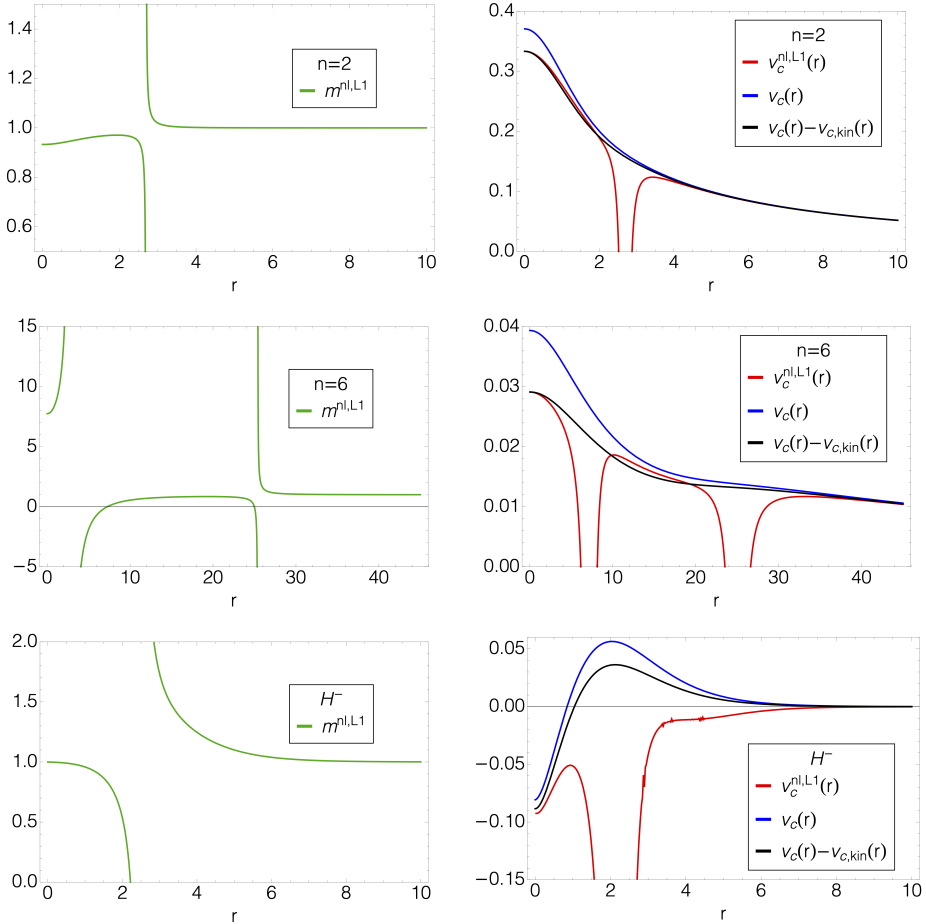 1.4
1.2
1.0
0.8
0.6
0 2 4 6 8 10
r
n=2
m^{nl,L1}
0.4
0.3
0.2
0.1
0.0
0 2 4 6 8 10
r
n=2
v_c^{nl,L1}(r)
v_c(r)
v_c(r)−v_{c,kin}(r)
15
10
5
0
−5
0 10 20 30 40
r
n=6
m^{nl,L1}
0.04
0.03
0.02
0.01
0.00
0 10 20 30 40
r
n=6
v_c^{nl,L1}(r)
v_c(r)
v_c(r)−v_{c,kin}(r)
2.0
1.5
1.0
0.5
0.0
0 2 4 6 8 10
r
H⁻
m^{nl,L1}
0.05
0.00
−0.05
−0.10
−0.15
0 2 4 6 8 10
r
H⁻
v_c^{nl,L1}(r)
v_c(r)
v_c(r)−v_{c,kin}(r)